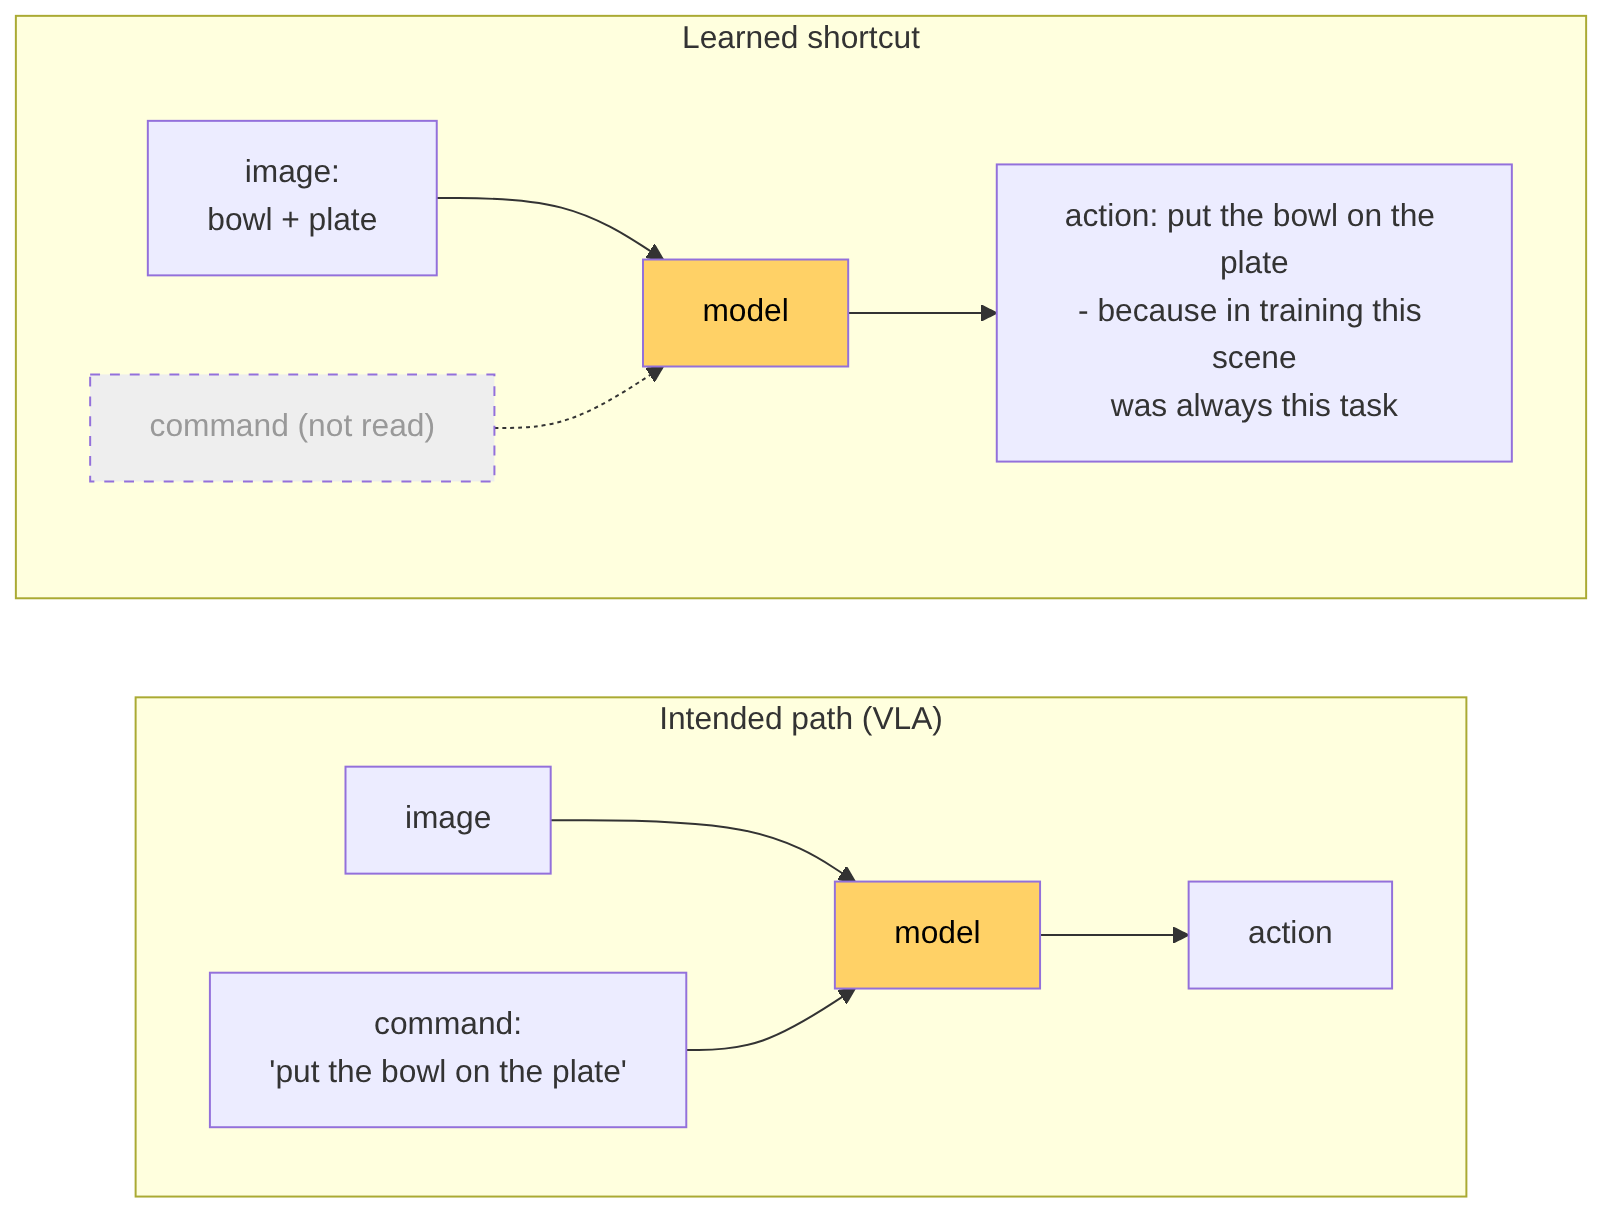 Learned shortcut
image:
bowl + plate
command (not read)
model
action: put the bowl on the
plate
- because in training this
scene
was always this task
Intended path (VLA)
image
command:
'put the bowl on the plate'
model
action